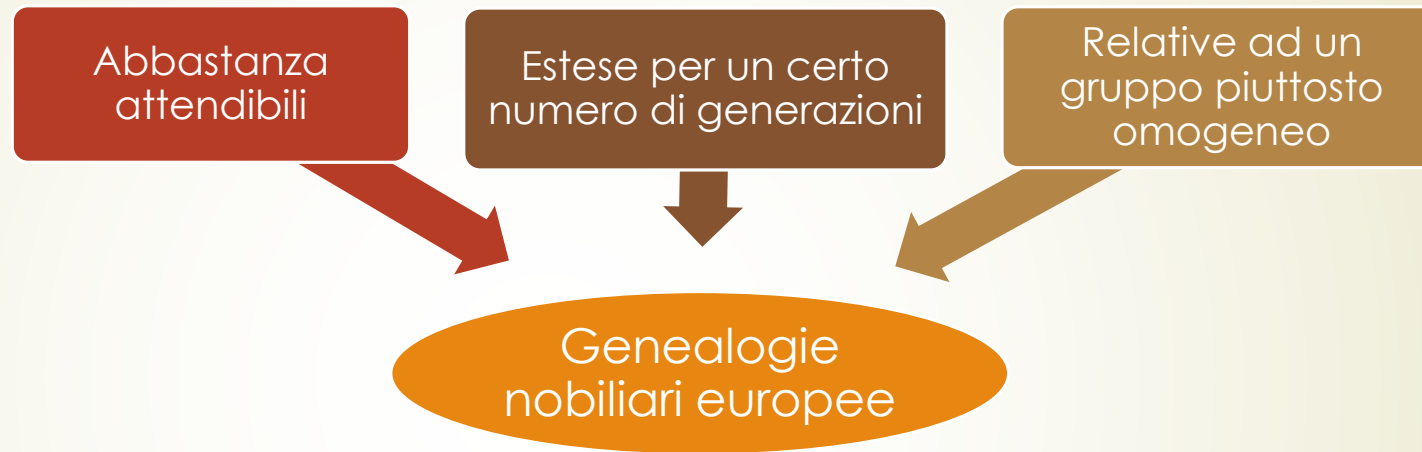 Abbastanza
attendibili
Estese per un certo
numero di generazioni
Relative ad un
gruppo piuttosto
omogeneo
Genealogie
nobiliari europee